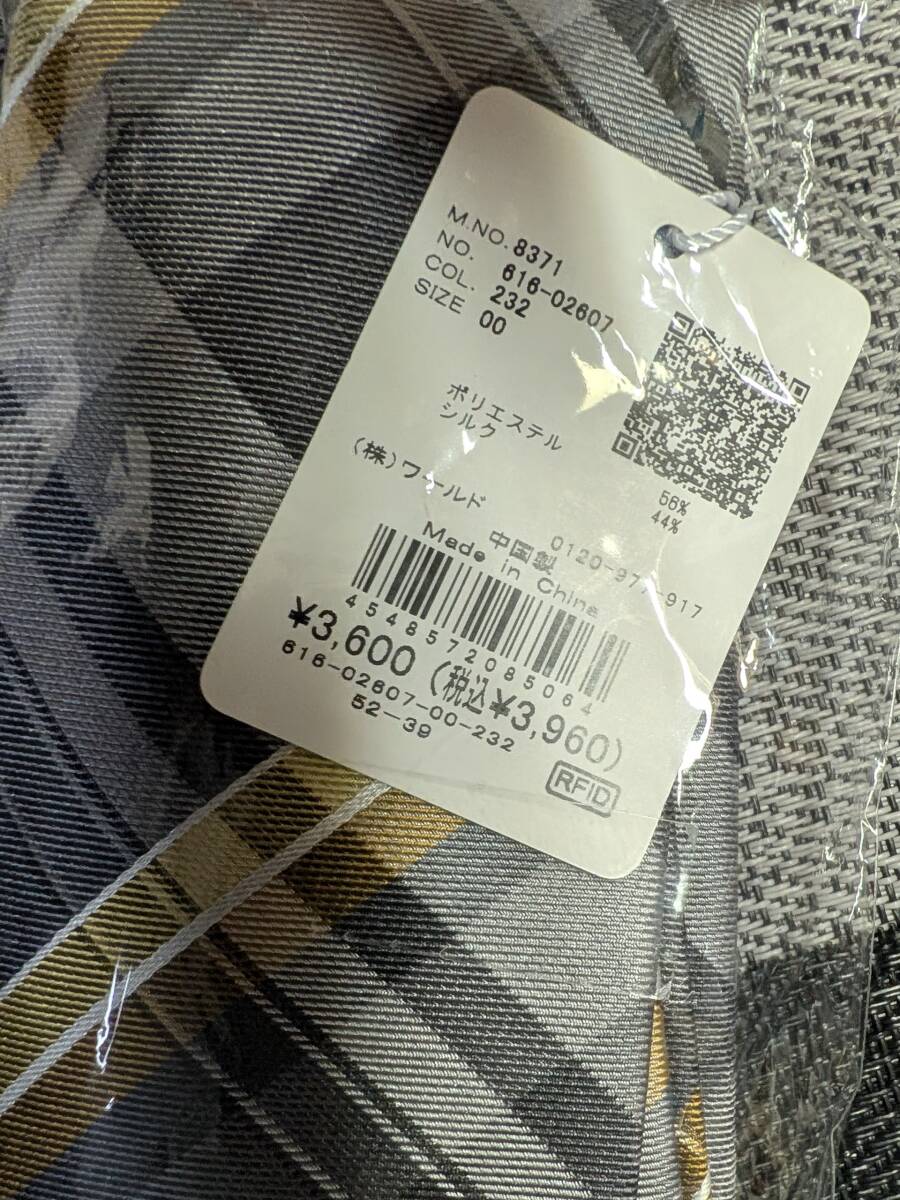 M.NO. 8371
NO. 616-02607
COL. 232
SIZE 00
ポリエステル 56%
シルク 44%
(株)ワールド
0120-977-917
中国製
Made in China
4548572085064
¥3,600 (税込¥3,960)
616-02607-00-232
52-39
RFID